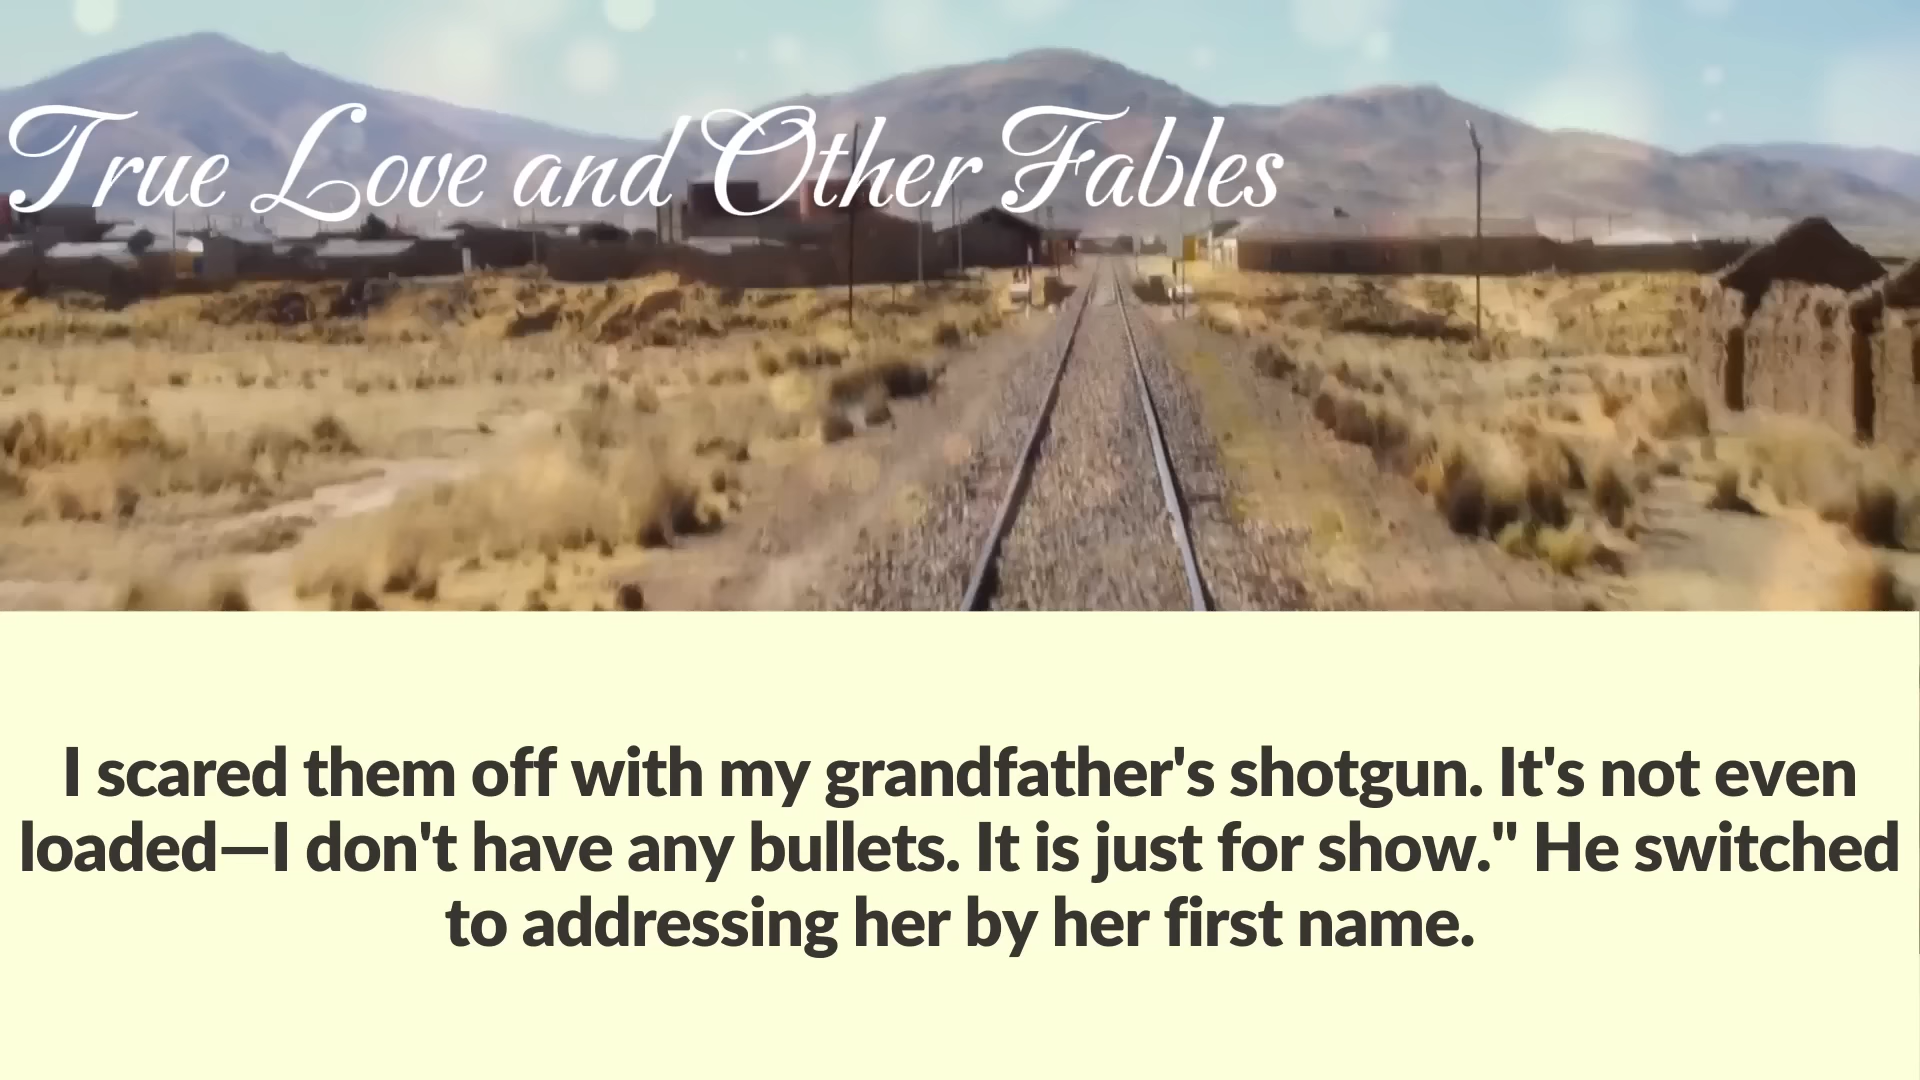 True Love and Other Fables
I scared them off with my grandfather's shotgun. It's not even
loaded—I don't have any bullets. It is just for show." He switched
to addressing her by her first name.